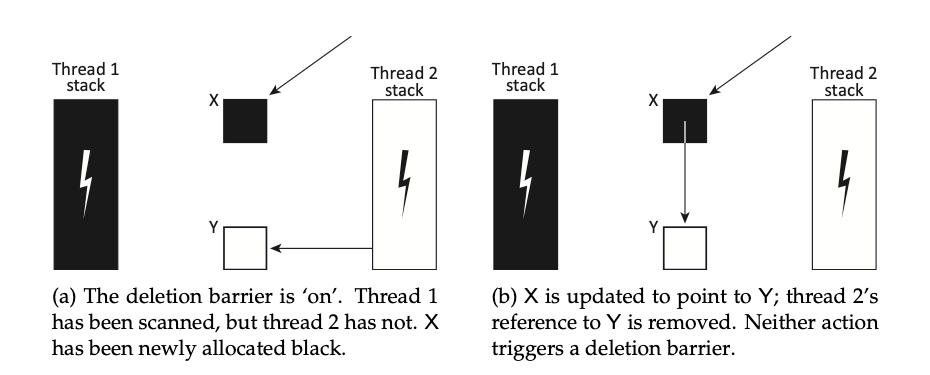 Thread 1
stack
X
Y
Thread 2
stack
(a) The deletion barrier is ‘on’. Thread 1
has been scanned, but thread 2 has not. X
has been newly allocated black.
Thread 1
stack
X
Y
Thread 2
stack
(b) X is updated to point to Y; thread 2’s
reference to Y is removed. Neither action
triggers a deletion barrier.